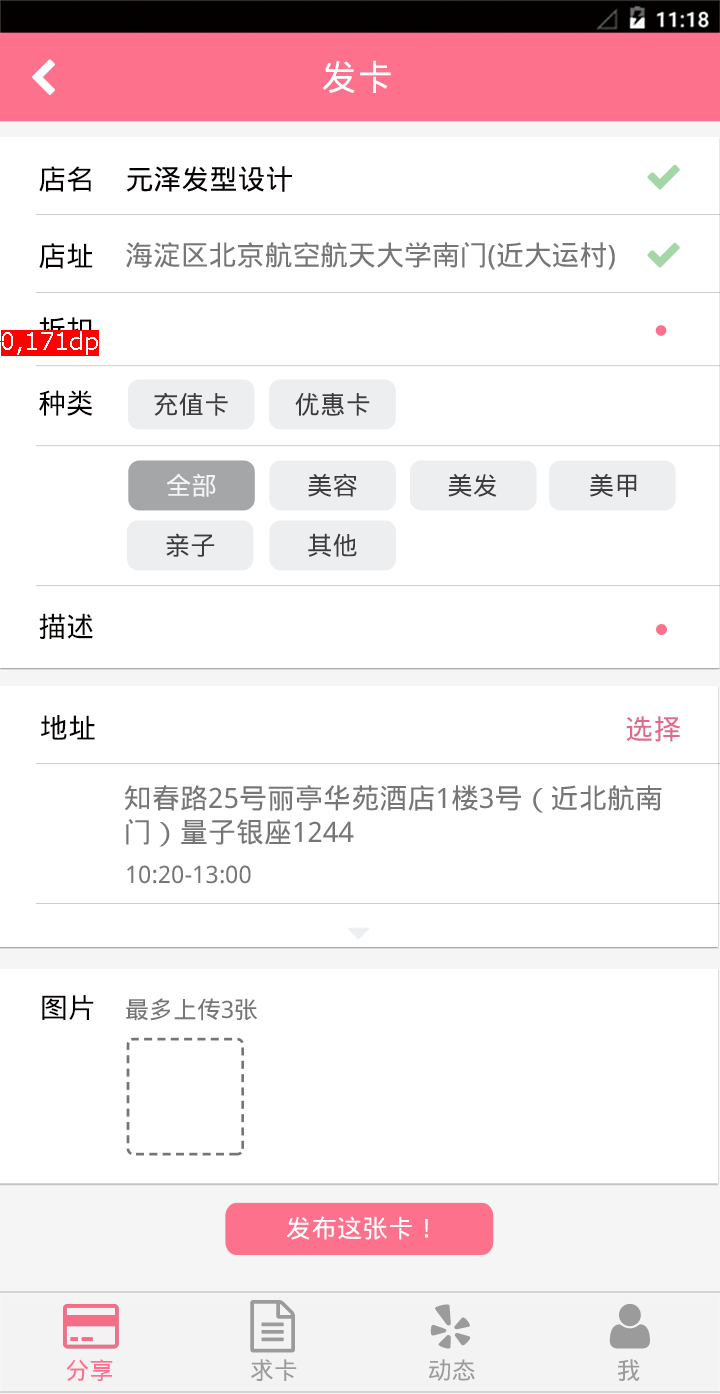 11:18
发卡
店名 元泽发型设计
店址 海淀区北京航空航天大学南门(近大运村)
折扣
0,171dp
种类 充值卡 优惠卡
全部 美容 美发 美甲
亲子 其他
描述
地址 选择
知春路25号丽亭华苑酒店1楼3号（近北航南
门）量子银座1244
10:20-13:00
图片 最多上传3张
发布这张卡！
分享 求卡 动态 我